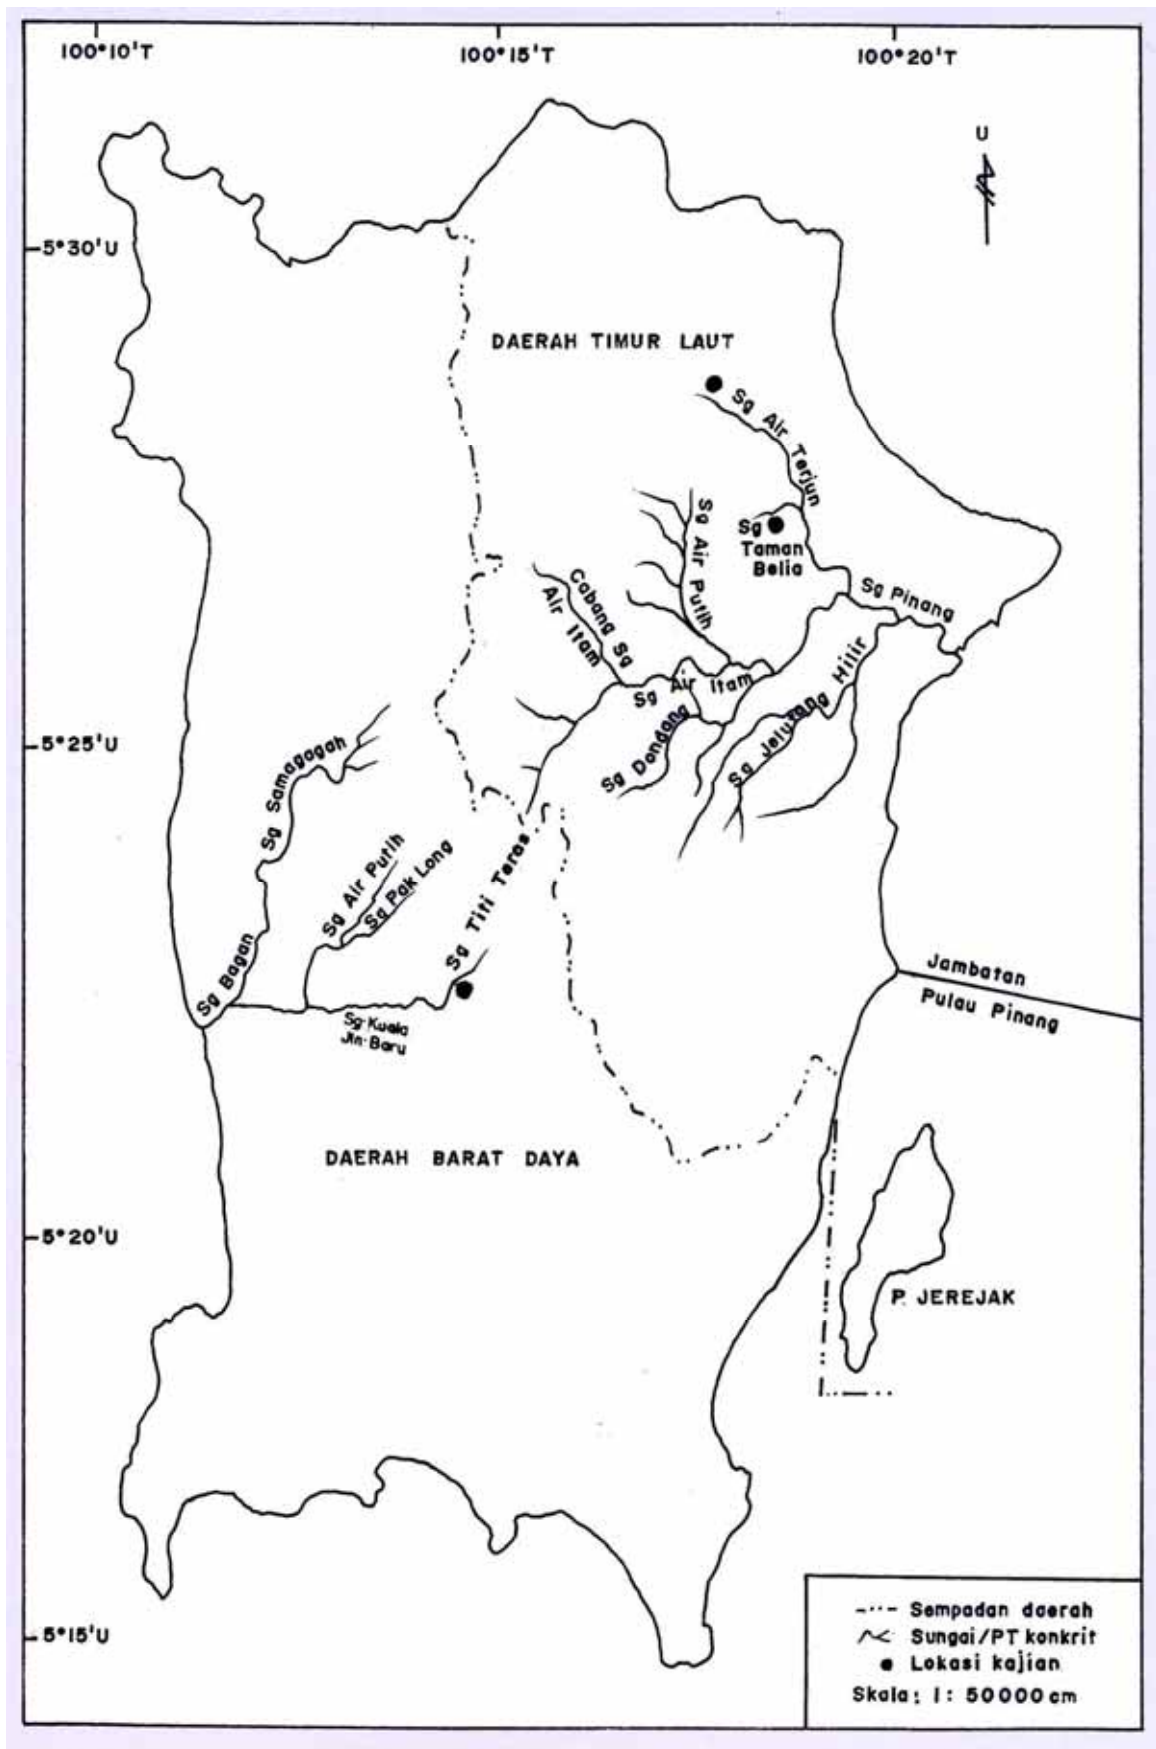 100°10'T
100°15'T
100°20'T
U
5°30'U
DAERAH TIMUR LAUT
Sg Air Terjun
Sg Air Putih
Sg
Taman
Belia
Cabang Sg
Air Itam
Sg Pinang
Sg Air Itam
Sg Jelutong Hilir
Sg Dondang
5°25'U
Sg Samagagah
Sg Air Putih
Sg Pak Long
Sg Titi Teras
Sg Bagan
Sg·Kuala
Jln·Baru
Jambatan
Pulau Pinang
DAERAH BARAT DAYA
5°20'U
P. JEREJAK
5°15'U
Sempadan daerah
Sungai/PT konkrit
Lokasi kajian
Skala: 1: 50000 cm